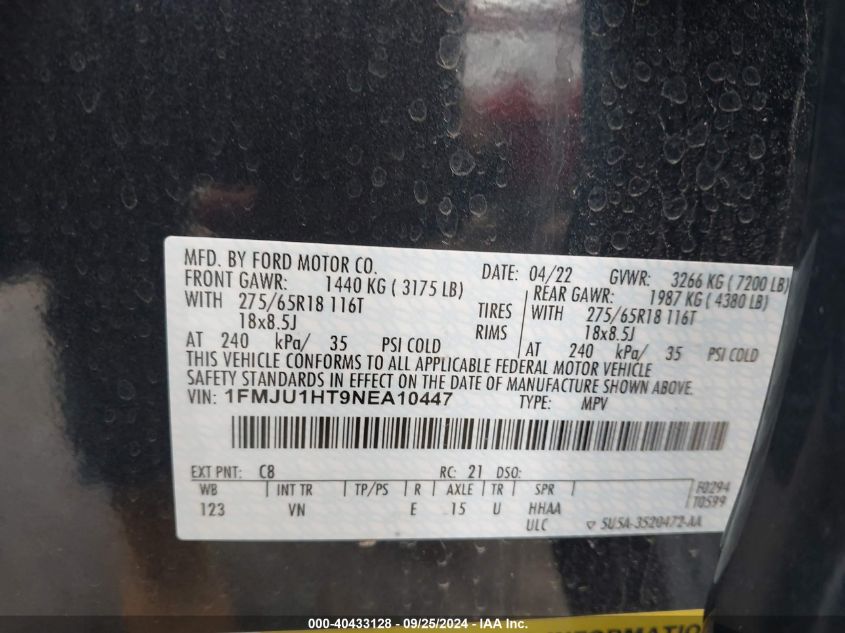 MFD. BY FORD MOTOR CO. DATE: 04/22 GVWR: 3266 KG ( 7200 LB)
FRONT GAWR: 1440 KG ( 3175 LB) REAR GAWR: 1987 KG ( 4380 LB)
WITH 275/65R18 116T TIRES WITH 275/65R18 116T
18x8.5J RIMS 18x8.5J
AT 240 kPa/ 35 PSI COLD AT 240 kPa/ 35 PSI COLD
THIS VEHICLE CONFORMS TO ALL APPLICABLE FEDERAL MOTOR VEHICLE
SAFETY STANDARDS IN EFFECT ON THE DATE OF MANUFACTURE SHOWN ABOVE.
VIN: 1FMJU1HT9NEA10447 TYPE: MPV
EXT PNT: C8 RC: 21 DSO:
WB INT TR TP/PS R AXLE TR SPR F0294
123 VN E 15 U HHAA T0599
ULC 5U5A-3520472-AA
INFORMATION
000-40433128 - 09/25/2024 - IAA Inc.